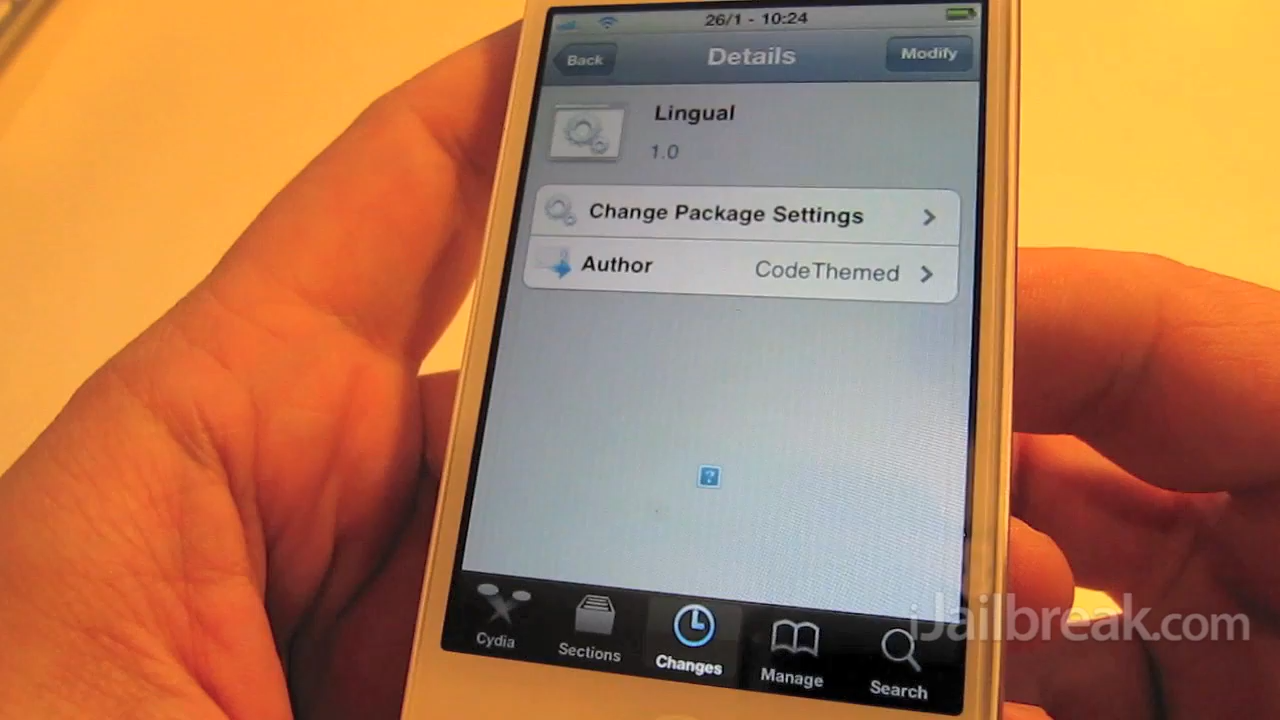 26/1 - 10:24
Back
Details
Modify
Lingual
1.0
Change Package Settings
Author
CodeThemed
?
Cydia
Sections
Changes
Manage
Search
iJailbreak.com